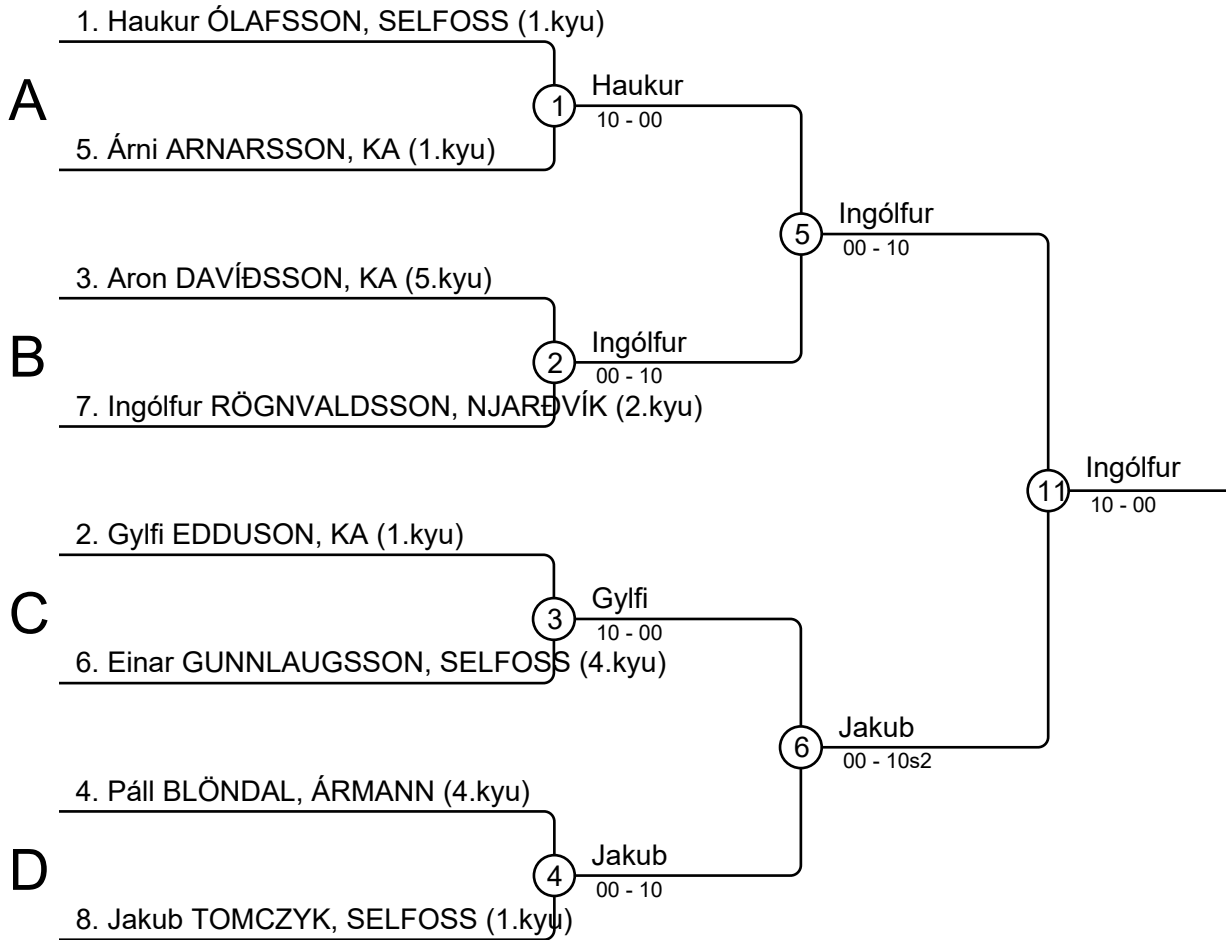 1. Haukur ÓLAFSSON, SELFOSS (1.kyu)
A
1
Haukur
10 - 00
5. Árni ARNARSSON, KA (1.kyu)
5
Ingólfur
00 - 10
3. Aron DAVÍÐSSON, KA (5.kyu)
B
2
Ingólfur
00 - 10
7. Ingólfur RÖGNVALDSSON, NJARÐVÍK (2.kyu)
11
Ingólfur
10 - 00
2. Gylfi EDDUSON, KA (1.kyu)
C
3
Gylfi
10 - 00
6. Einar GUNNLAUGSSON, SELFOSS (4.kyu)
6
Jakub
00 - 10s2
4. Páll BLÖNDAL, ÁRMANN (4.kyu)
D
4
Jakub
00 - 10
8. Jakub TOMCZYK, SELFOSS (1.kyu)